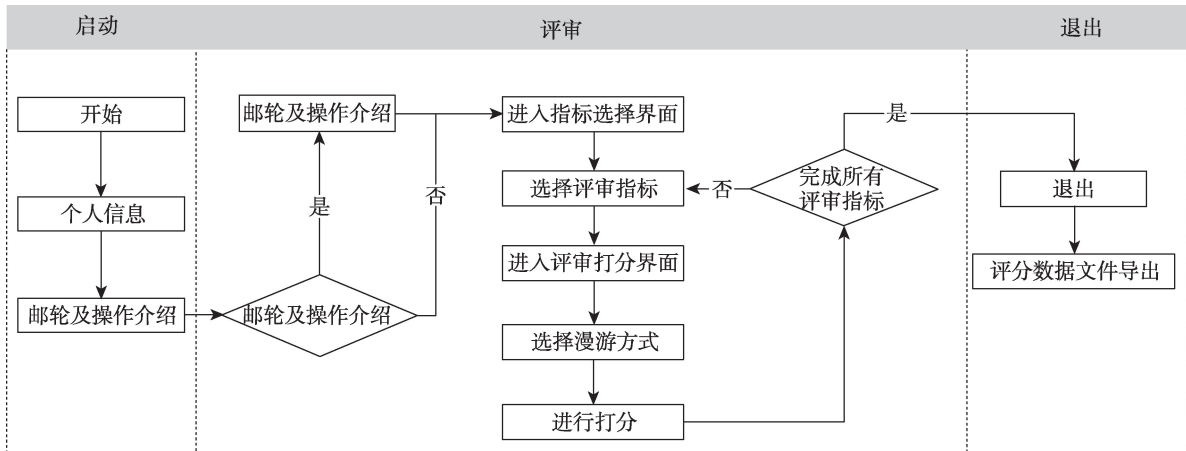 启动
评审
退出
开始
个人信息
邮轮及操作介绍
邮轮及操作介绍
是
邮轮及操作介绍
否
进入指标选择界面
选择评审指标
进入评审打分界面
选择漫游方式
进行打分
否
完成所有
评审指标
是
退出
评分数据文件导出